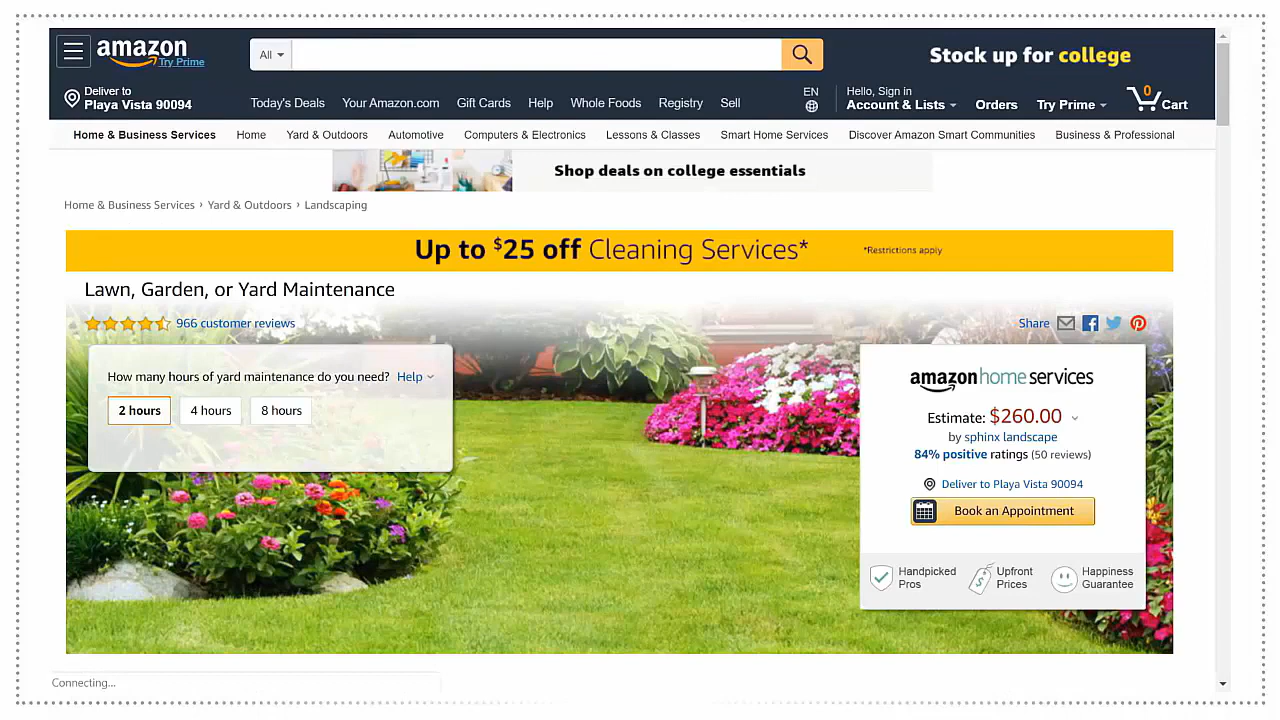 amazon
Try Prime
All
Stock up for college
Deliver to
Playa Vista 90094
Today's Deals Your Amazon.com Gift Cards Help Whole Foods Registry Sell
EN
Hello, Sign in
Account & Lists
Orders
Try Prime
0
Cart
Home & Business Services Home Yard & Outdoors Automotive Computers & Electronics Lessons & Classes Smart Home Services Discover Amazon Smart Communities Business & Professional
Shop deals on college essentials
Home & Business Services › Yard & Outdoors › Landscaping
Up to $25 off Cleaning Services* *Restrictions apply
Lawn, Garden, or Yard Maintenance
966 customer reviews
Share
How many hours of yard maintenance do you need? Help
2 hours 4 hours 8 hours
amazon home services
Estimate: $260.00
by sphinx landscape
84% positive ratings (50 reviews)
Deliver to Playa Vista 90094
Book an Appointment
Handpicked
Pros
Upfront
Prices
Happiness
Guarantee
Connecting...